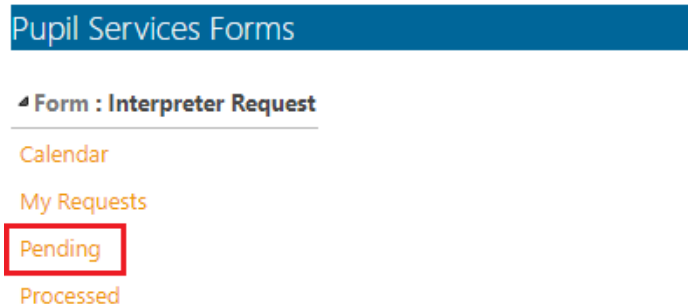 Pupil Services Forms
Form : Interpreter Request
Calendar
My Requests
Pending
Processed